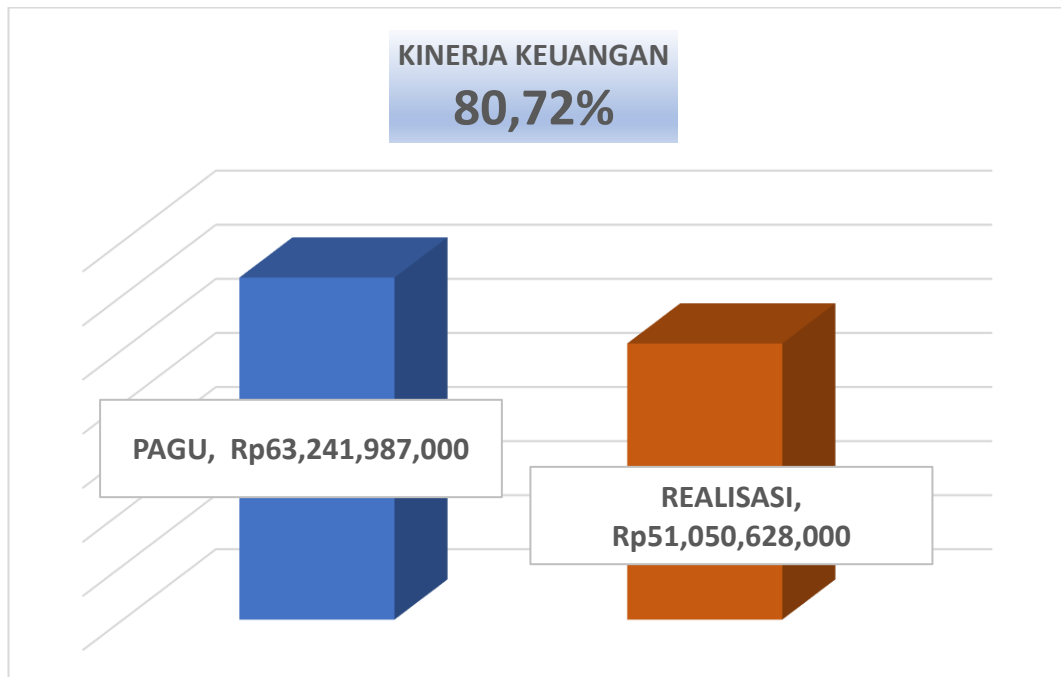 KINERJA KEUANGAN
80,72%
PAGU, Rp63,241,987,000
REALISASI,
Rp51,050,628,000